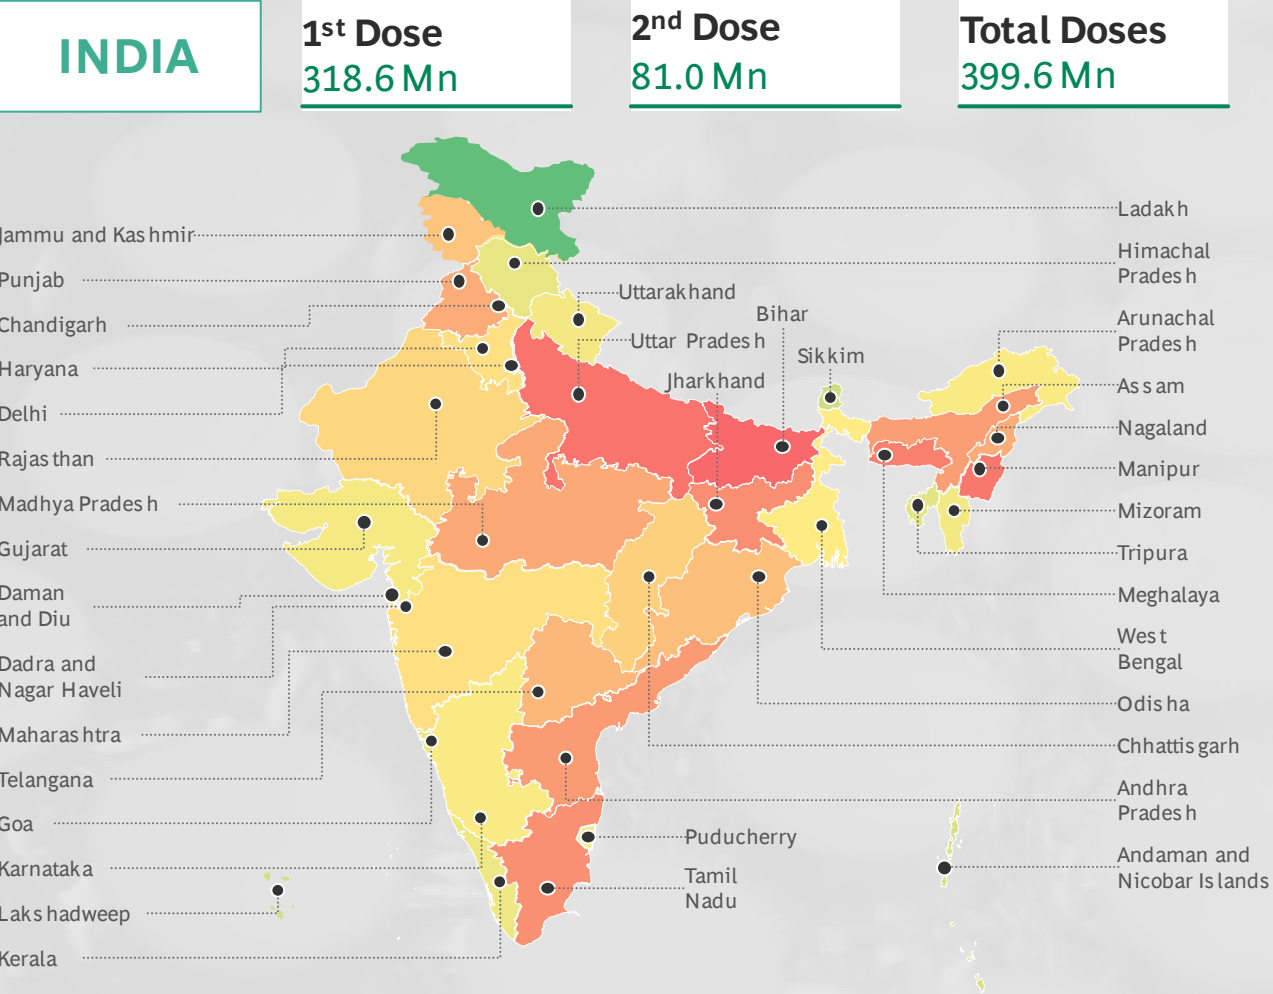 INDIA
1st Dose
318.6 Mn
2nd Dose
81.0 Mn
Total Doses
399.6 Mn
Jammu and Kashmir
Punjab
Chandigarh
Haryana
Delhi
Rajasthan
Madhya Pradesh
Gujarat
Daman
and Diu
Dadra and
Nagar Haveli
Maharashtra
Telangana
Goa
Karnataka
Lakshadweep
Kerala
Uttarakhand
Uttar Pradesh
Bihar
Jharkhand
Sikkim
Puducherry
Tamil
Nadu
Ladakh
Himachal
Pradesh
Arunachal
Pradesh
Assam
Nagaland
Manipur
Mizoram
Tripura
Meghalaya
West
Bengal
Odisha
Chhattisgarh
Andhra
Pradesh
Andaman and
Nicobar Islands